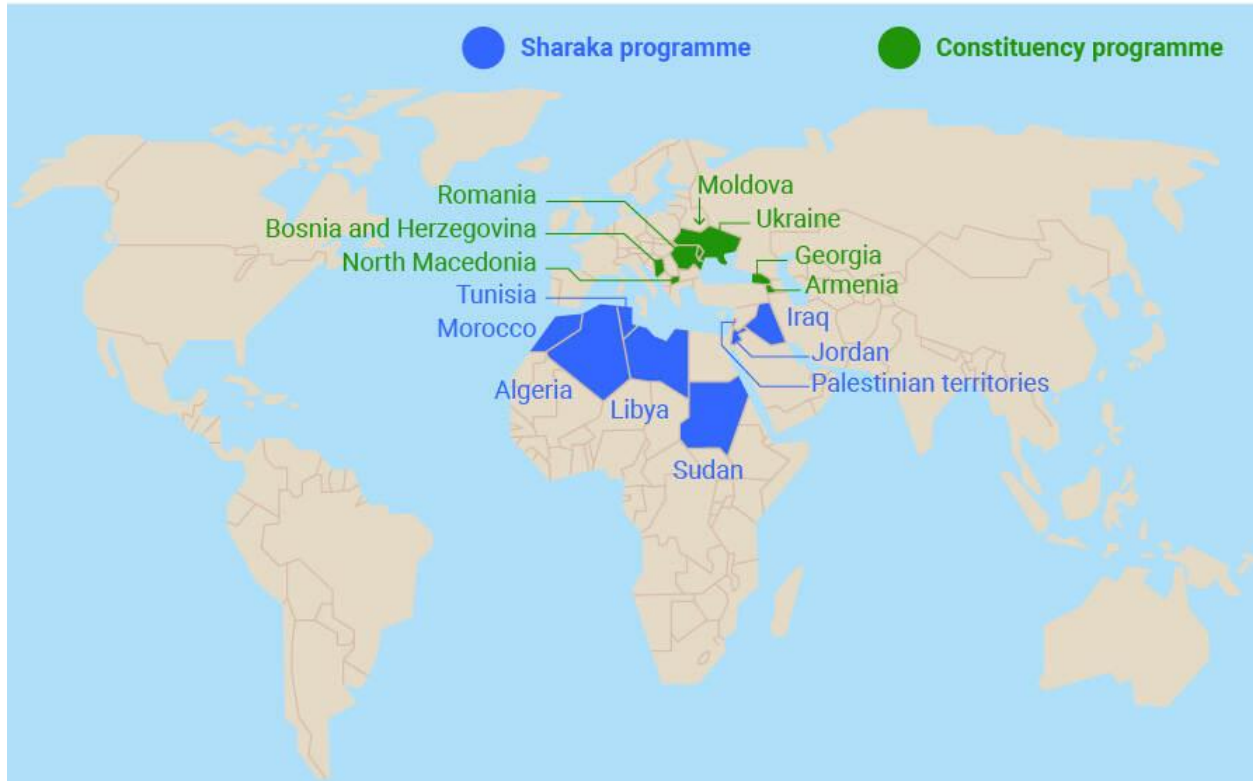 Sharaka programme
Constituency programme
Romania
Moldova
Bosnia and Herzegovina
Ukraine
North Macedonia
Georgia
Tunisia
Armenia
Morocco
Iraq
Jordan
Algeria
Palestinian territories
Libya
Sudan